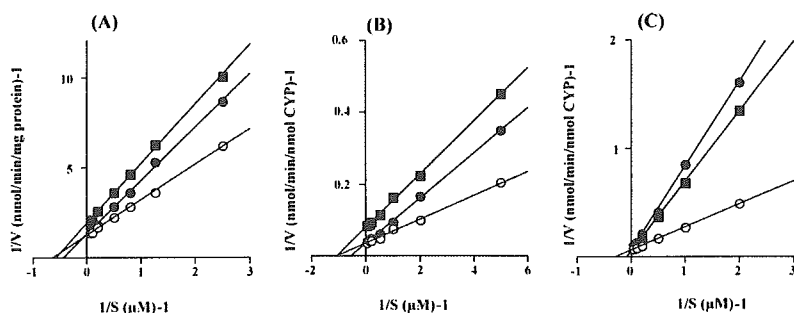 (A)
(B)
(C)
1/V (nmol/min/mg protein)-1
10
5
-1
0
1
2
3
1/S (µM)-1
1/V (nmol/min/nmol CYP)-1
0.6
0.4
0.2
-2
0
2
4
6
1/S (µM)-1
1/V (nmol/min/nmol CYP)-1
2
1
-1
0
1
2
3
1/S (µM)-1